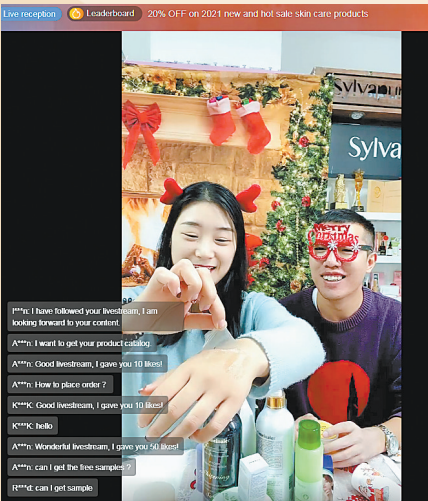 Live reception Leaderboard 20% OFF on 2021 new and hot sale skin care products
Sylvapur
Sylva
Christmas
I***n: I have followed your livestream, I am
looking forward to your content.
A***n: I want to get your product catalog.
A***n: Good livestream, I gave you 10 likes!
A***n: How to place order ?
K***K: Good livestream, I gave you 10 likes!
K***K: hello
A***n: Wonderful livestream, I gave you 50 likes!
A***n: can I get the free samples ?
R***d: can I get sample